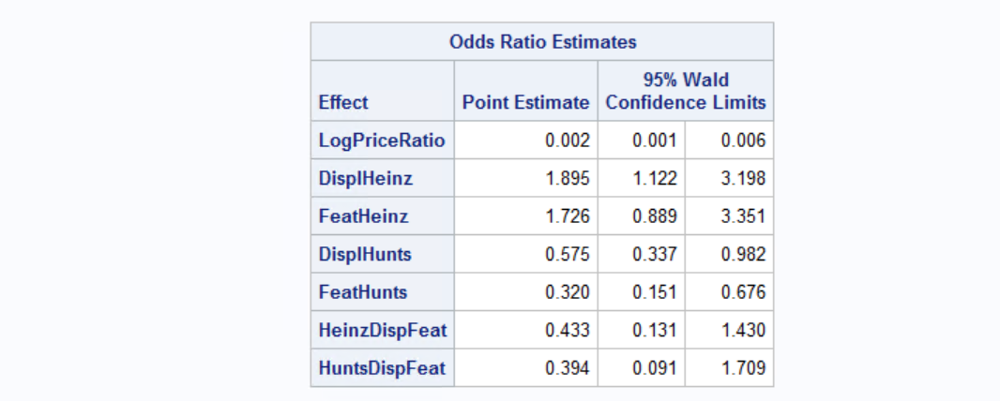 Odds Ratio Estimates
Effect Point Estimate 95% Wald Confidence Limits
LogPriceRatio 0.002 0.001 0.006
DisplHeinz 1.895 1.122 3.198
FeatHeinz 1.726 0.889 3.351
DisplHunts 0.575 0.337 0.982
FeatHunts 0.320 0.151 0.676
HeinzDispFeat 0.433 0.131 1.430
HuntsDispFeat 0.394 0.091 1.709